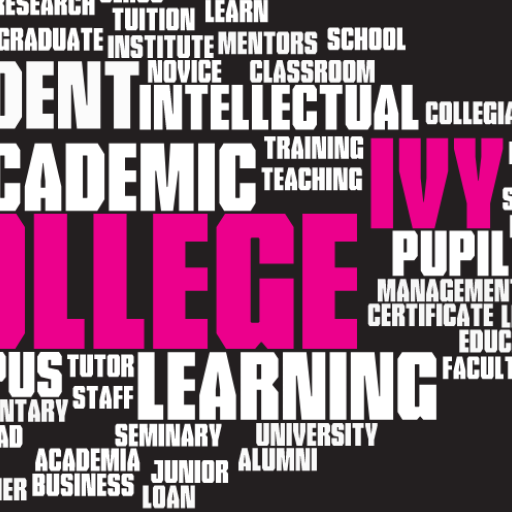 RESEARCH
TUITION LEARN
GRADUATE INSTITUTE MENTORS SCHOOL
NOVICE CLASSROOM
DENT INTELLECTUAL COLLEGIA
CADEMIC TRAINING IVY
TEACHING
OLLEGE PUPIL
MANAGEMENT
CERTIFICATE
EDUC
PUS TUTOR LEARNING FACULT
NTARY STAFF
AD SEMINARY UNIVERSITY
ACADEMIA JUNIOR ALUMNI
ER BUSINESS
LOAN